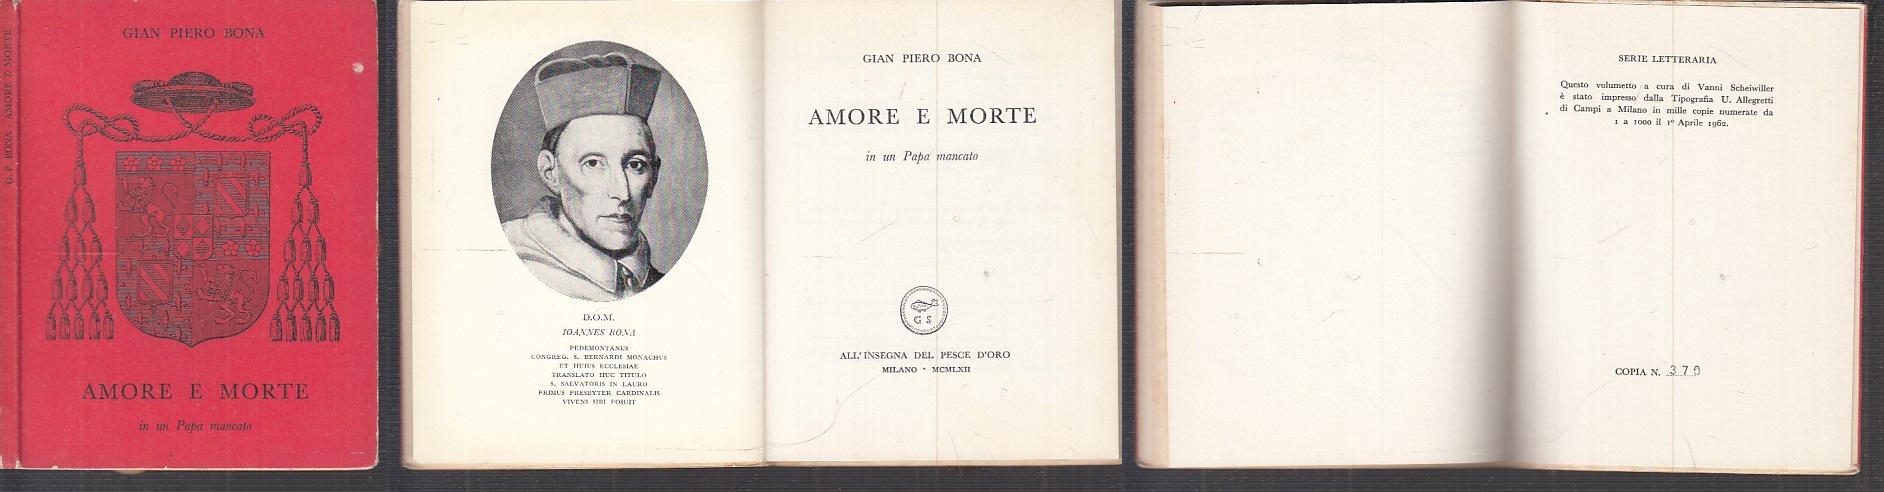 G. P. BONA - AMORE E MORTE
GIAN PIERO BONA
AMORE E MORTE
in un Papa mancato
D.O.M.
IOANNES BONA
PEDEMONTANUS
CONGREG. S. BERNARDI MONACHUS
ET HUIUS ECCLESIAE
TRANSLATO HUC TITULO
S. SALVATORIS IN LAURO
PRIMUS PRESBYTER CARDINALIS
VIVENS SIBI POSUIT
GIAN PIERO BONA
AMORE E MORTE
in un Papa mancato
G S
ALL'INSEGNA DEL PESCE D'ORO
MILANO • MCMLXII
SERIE LETTERARIA
Questo volumetto a cura di Vanni Scheiwiller
è stato impresso dalla Tipografia U. Allegretti
di Campi a Milano in mille copie numerate da
1 a 1000 il 1º Aprile 1962.
COPIA N. 370